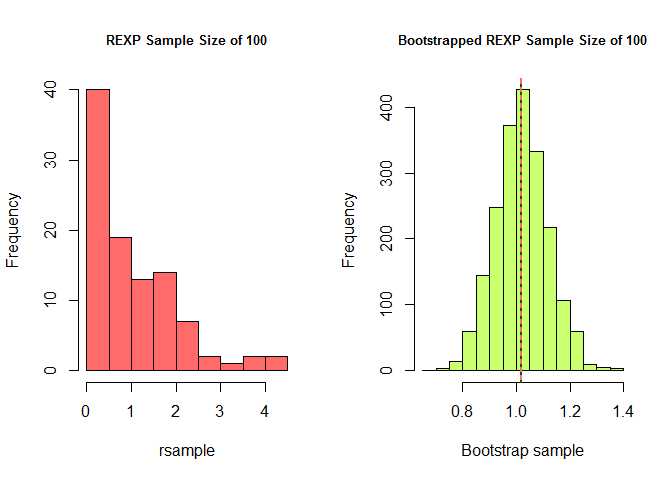 REXP Sample Size of 100
Frequency
0
10
20
30
40
0 1 2 3 4
rsample
Bootstrapped REXP Sample Size of 100
Frequency
0
100
200
300
400
0.8 1.0 1.2 1.4
Bootstrap sample